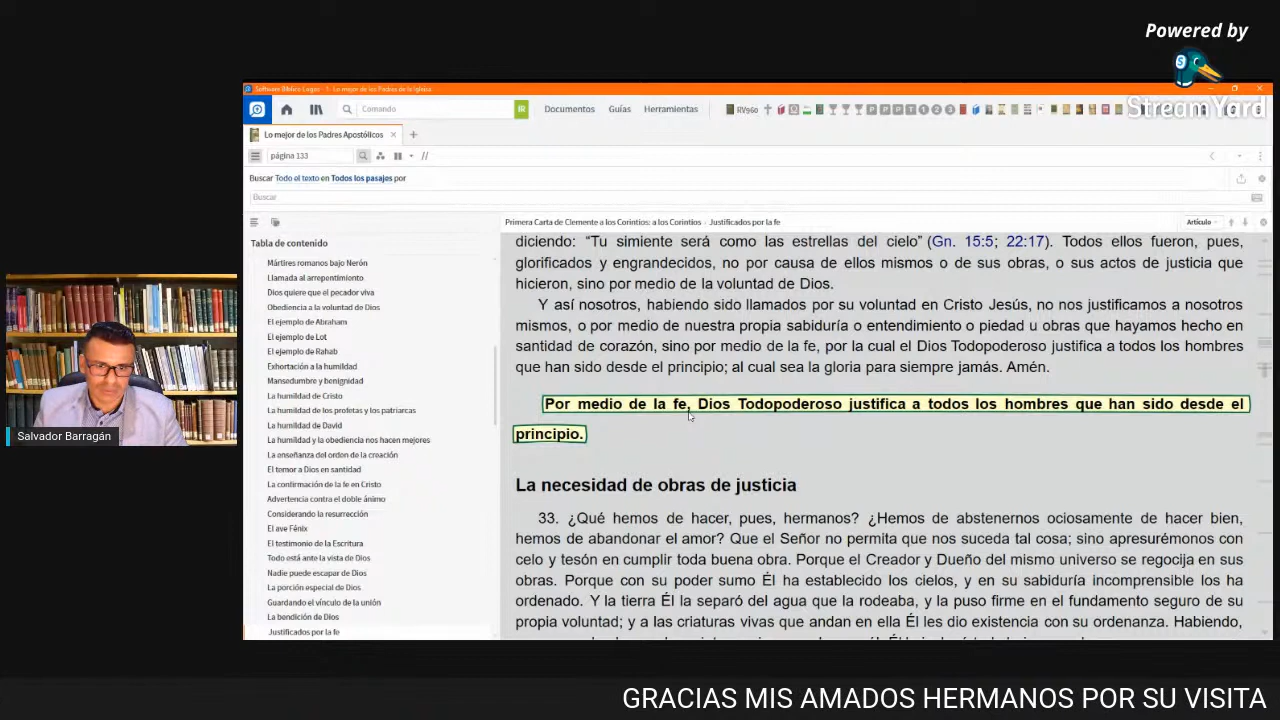 Powered by
StreamYard
Software Bíblico Logos - 1- Lo mejor de los Padres de la Iglesia
Comando
Documentos
Guías
Herramientas
RV960
Lo mejor de los Padres Apostólicos
página 133
Buscar Todo el texto en Todos los pasajes por
Buscar
Primera Carta de Clemente a los Corintios: a los Corintios › Justificados por la fe
Artículo
Tabla de contenido
Mártires romanos bajo Nerón
Llamada al arrepentimiento
Dios quiere que el pecador viva
Obediencia a la voluntad de Dios
El ejemplo de Abraham
El ejemplo de Lot
El ejemplo de Rahab
Exhortación a la humildad
Mansedumbre y benignidad
La humildad de Cristo
La humildad de los profetas y los patriarcas
La humildad de David
La humildad y la obediencia nos hacen mejores
La enseñanza del orden de la creación
El temor a Dios en santidad
La confirmación de la fe en Cristo
Advertencia contra el doble ánimo
Considerando la resurrección
El ave Fénix
El testimonio de la Escritura
Todo está ante la vista de Dios
Nadie puede escapar de Dios
La porción especial de Dios
Guardando el vínculo de la unión
La bendición de Dios
Justificados por la fe
diciendo: “Tu simiente será como las estrellas del cielo” (Gn. 15:5; 22:17). Todos ellos fueron, pues,
glorificados y engrandecidos, no por causa de ellos mismos o de sus obras, o sus actos de justicia que
hicieron, sino por medio de la voluntad de Dios.
Y así nosotros, habiendo sido llamados por su voluntad en Cristo Jesús, no nos justificamos a nosotros
mismos, o por medio de nuestra propia sabiduría o entendimiento o piedad u obras que hayamos hecho en
santidad de corazón, sino por medio de la fe, por la cual el Dios Todopoderoso justifica a todos los hombres
que han sido desde el principio; al cual sea la gloria para siempre jamás. Amén.
Por medio de la fe, Dios Todopoderoso justifica a todos los hombres que han sido desde el
principio.
La necesidad de obras de justicia
33. ¿Qué hemos de hacer, pues, hermanos? ¿Hemos de abstenernos ociosamente de hacer bien,
hemos de abandonar el amor? Que el Señor no permita que nos suceda tal cosa; sino apresurémonos con
celo y tesón en cumplir toda buena obra. Porque el Creador y Dueño del mismo universo se regocija en sus
obras. Porque con su poder sumo Él ha establecido los cielos, y en su sabiduría incomprensible los ha
ordenado. Y la tierra Él la separó del agua que la rodeaba, y la puso firme en el fundamento seguro de su
propia voluntad; y a las criaturas vivas que andan en ella Él les dio existencia con su ordenanza. Habiendo,
Salvador Barragán
GRACIAS MIS AMADOS HERMANOS POR SU VISITA